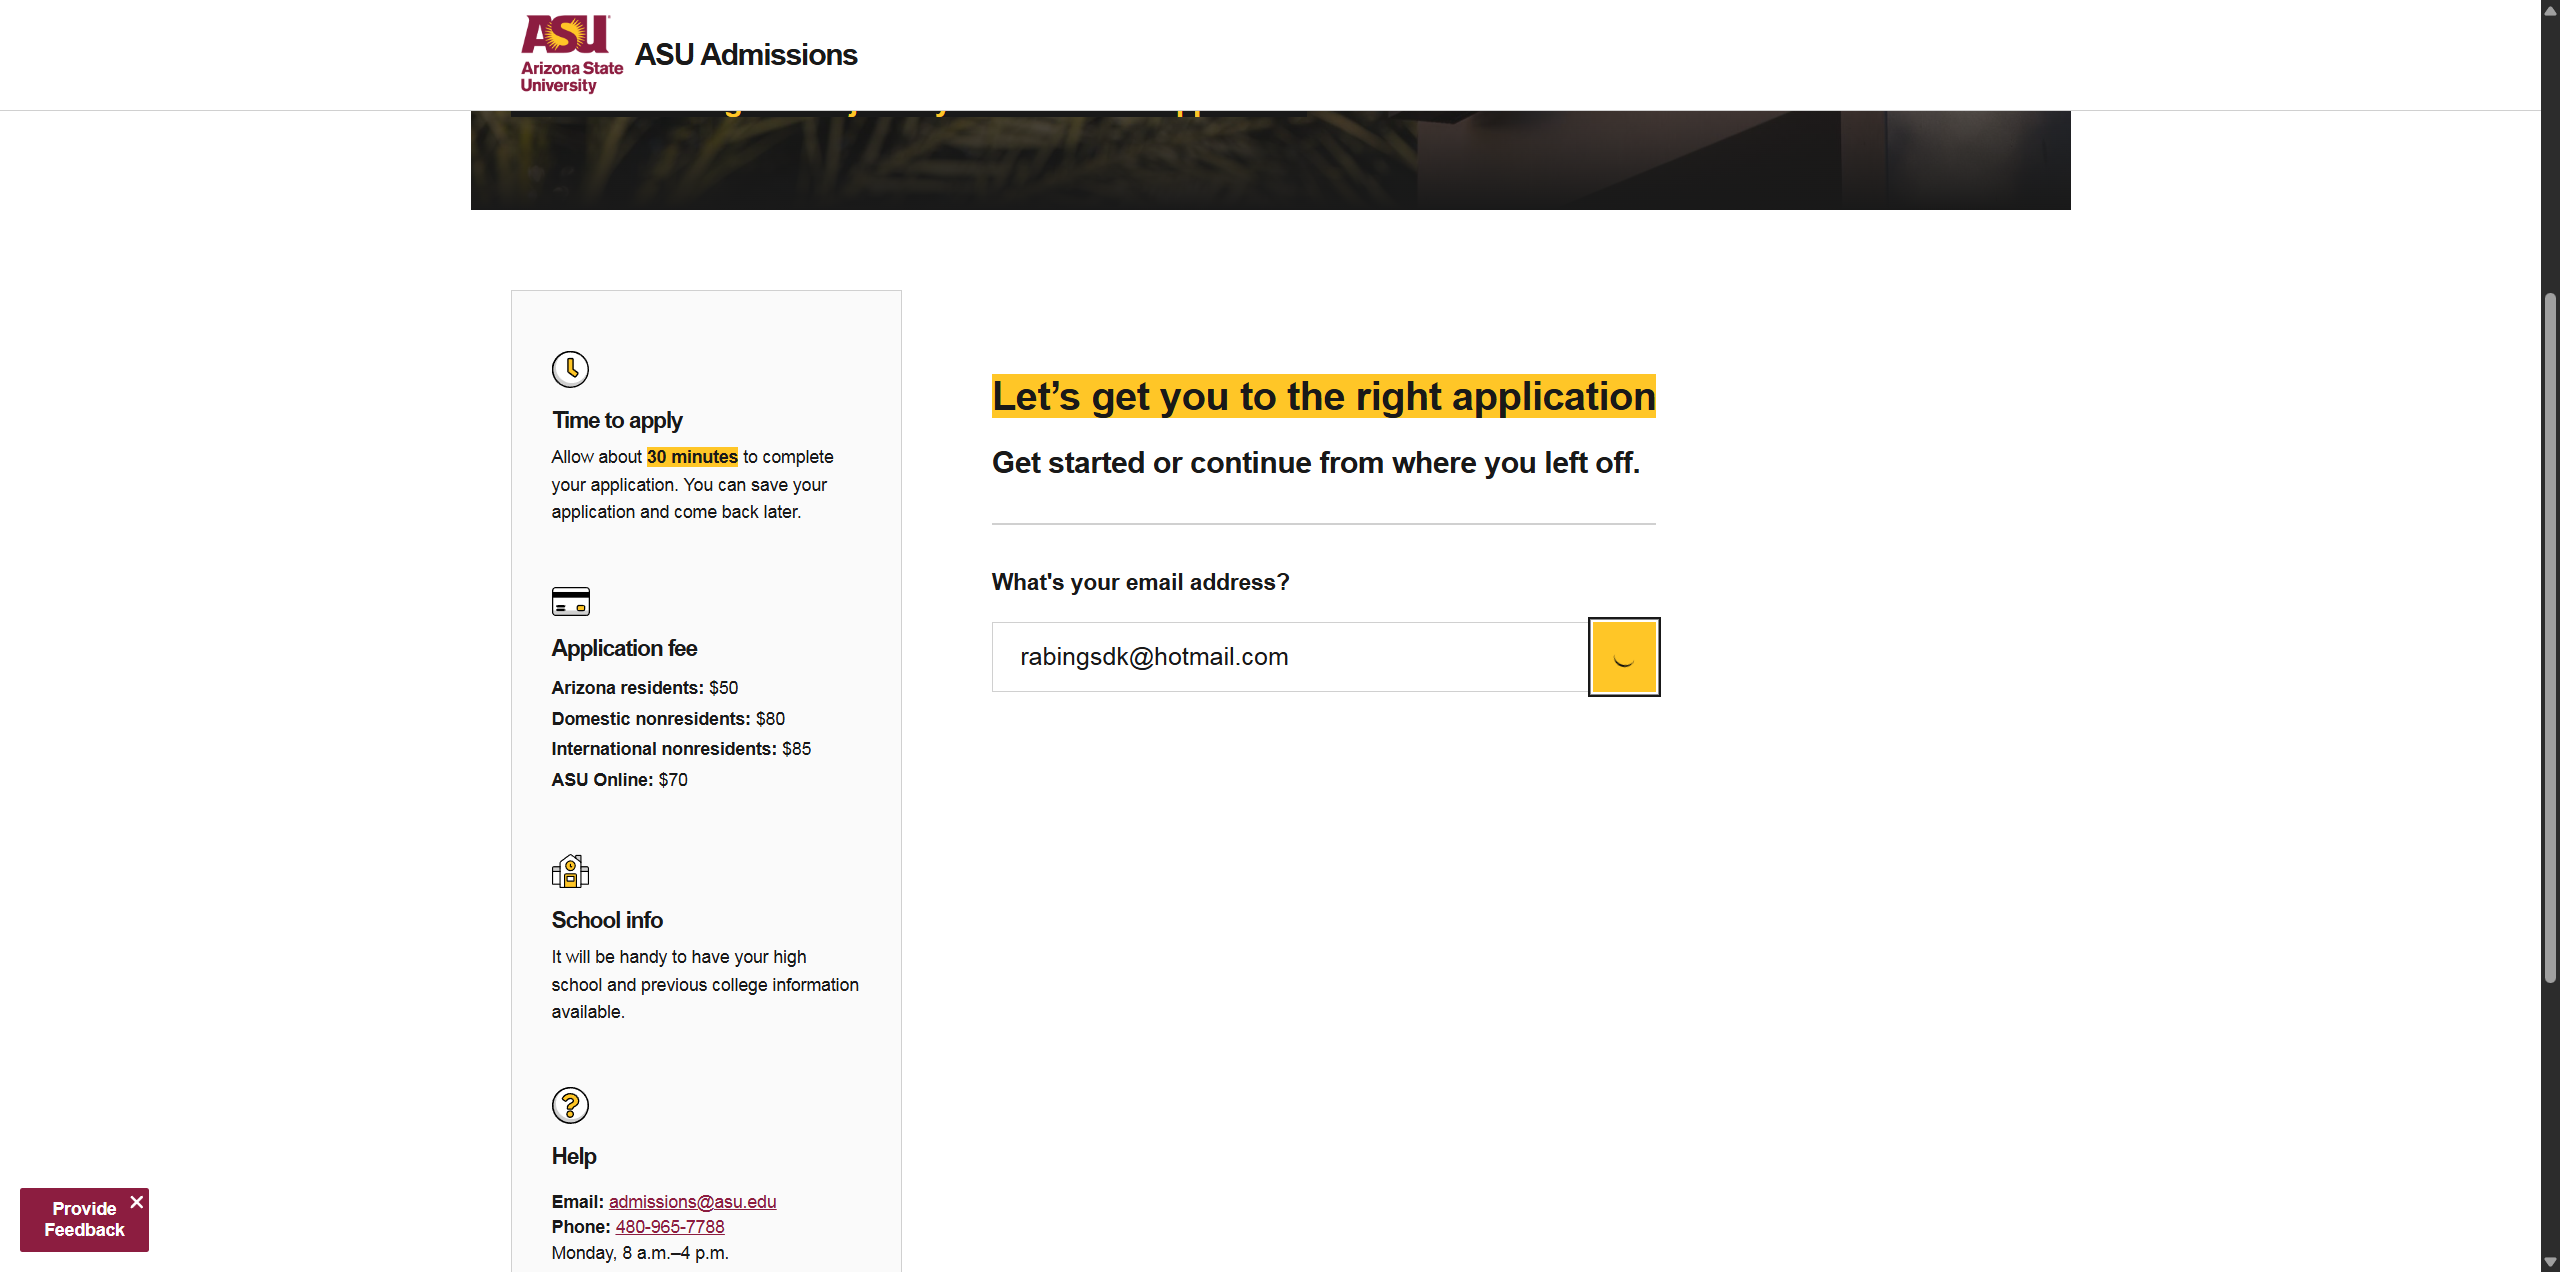 ASU
Arizona State
University
ASU Admissions
Time to apply
Allow about 30 minutes to complete
your application. You can save your
application and come back later.
Application fee
Arizona residents: $50
Domestic nonresidents: $80
International nonresidents: $85
ASU Online: $70
School info
It will be handy to have your high
school and previous college information
available.
Help
Email: admissions@asu.edu
Phone: 480-965-7788
Monday, 8 a.m.–4 p.m.
Let’s get you to the right application
Get started or continue from where you left off.
What's your email address?
rabingsdk@hotmail.com
Provide
Feedback